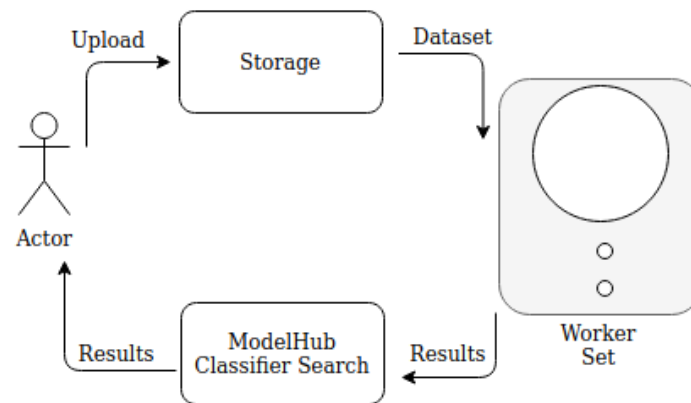 Upload
Storage
Dataset
Actor
Worker
Set
Results
ModelHub
Classifier Search
Results